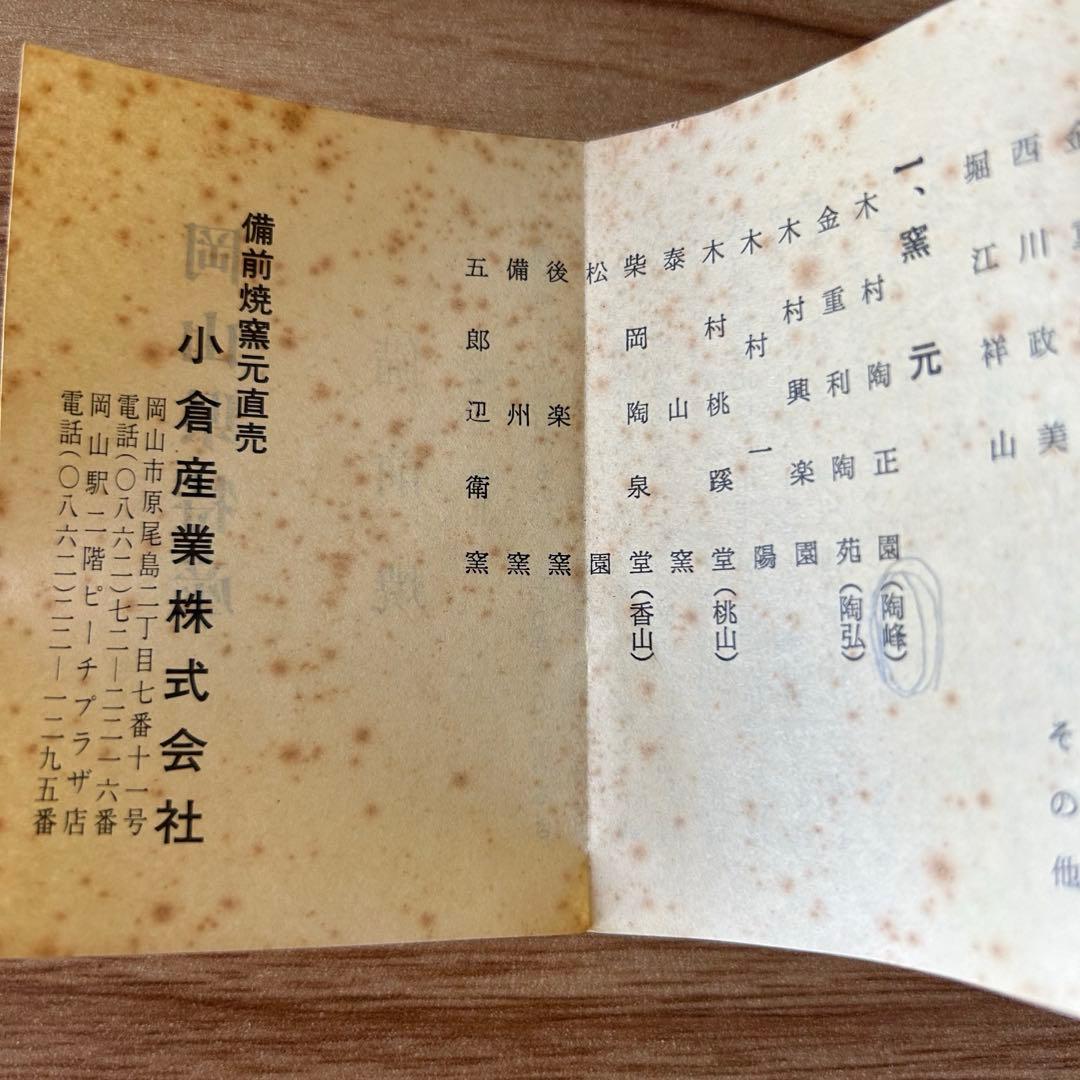 西川政美
堀江祥山
その他
一、窯元
木村陶正園(陶峰)
金重利陶苑(陶弘)
木村興楽園
木村一陽
木村桃蹊堂(桃山)
泰山窯
柴岡陶泉堂(香山)
松園
後楽窯
備州窯
五郎辺衛窯
備前焼窯元直売
小倉産業株式会社
岡山市原尾島二丁目七番十一号
電話(〇八六二)七二―二二一六番
岡山駅二階ピーチプラザ店
電話(〇八六二)二二―一二九五番